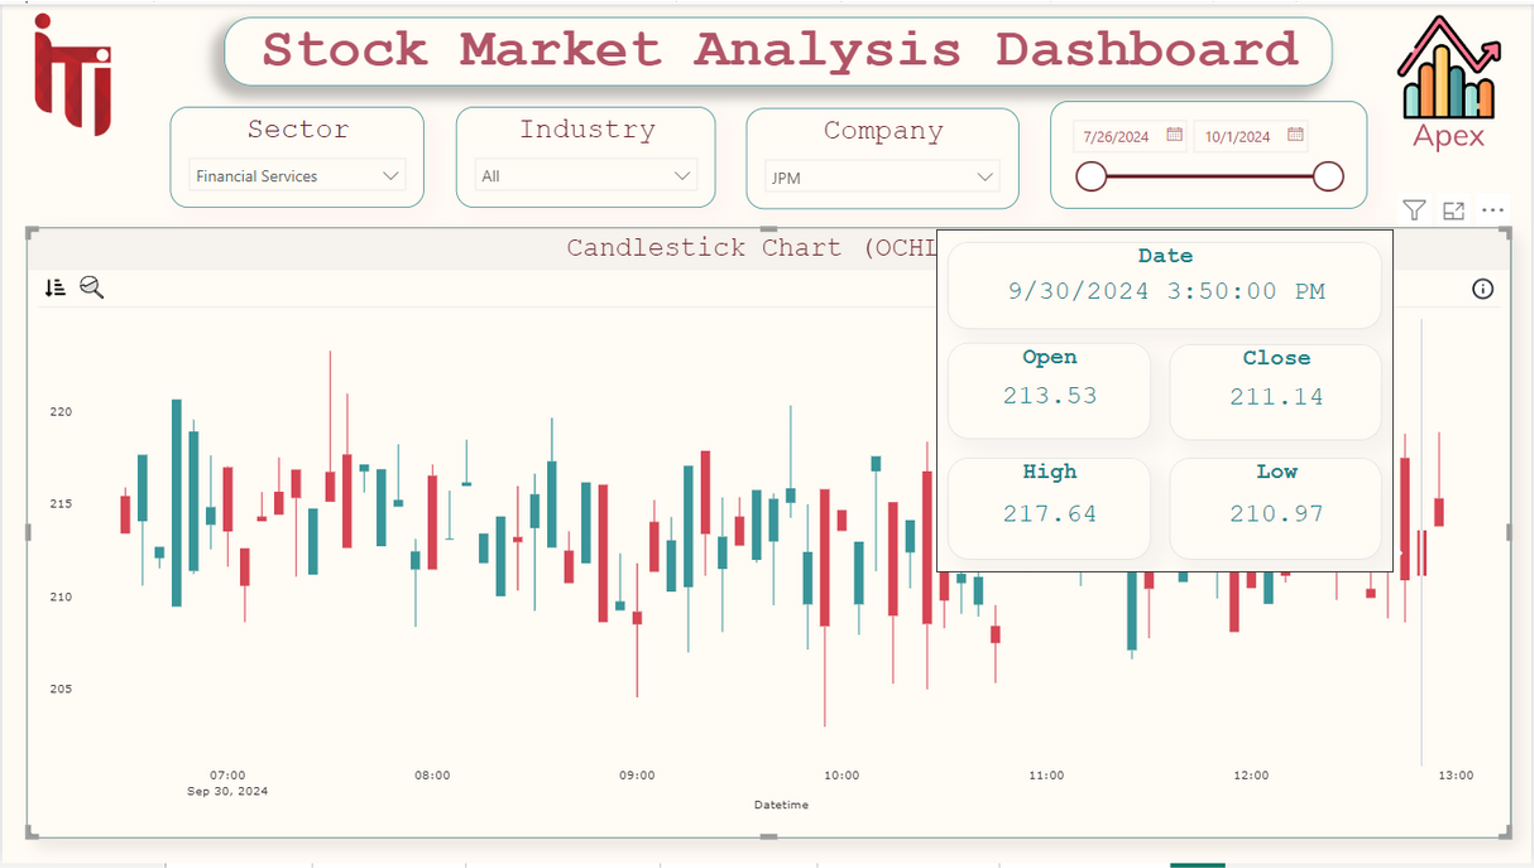 iTi
Stock Market Analysis Dashboard
Apex
Sector
Financial Services
Industry
All
Company
JPM
7/26/2024
10/1/2024
Candlestick Chart (OCHL
Date
9/30/2024 3:50:00 PM
Open
213.53
Close
211.14
High
217.64
Low
210.97
220
215
210
205
07:00
08:00
09:00
10:00
11:00
12:00
13:00
Sep 30, 2024
Datetime